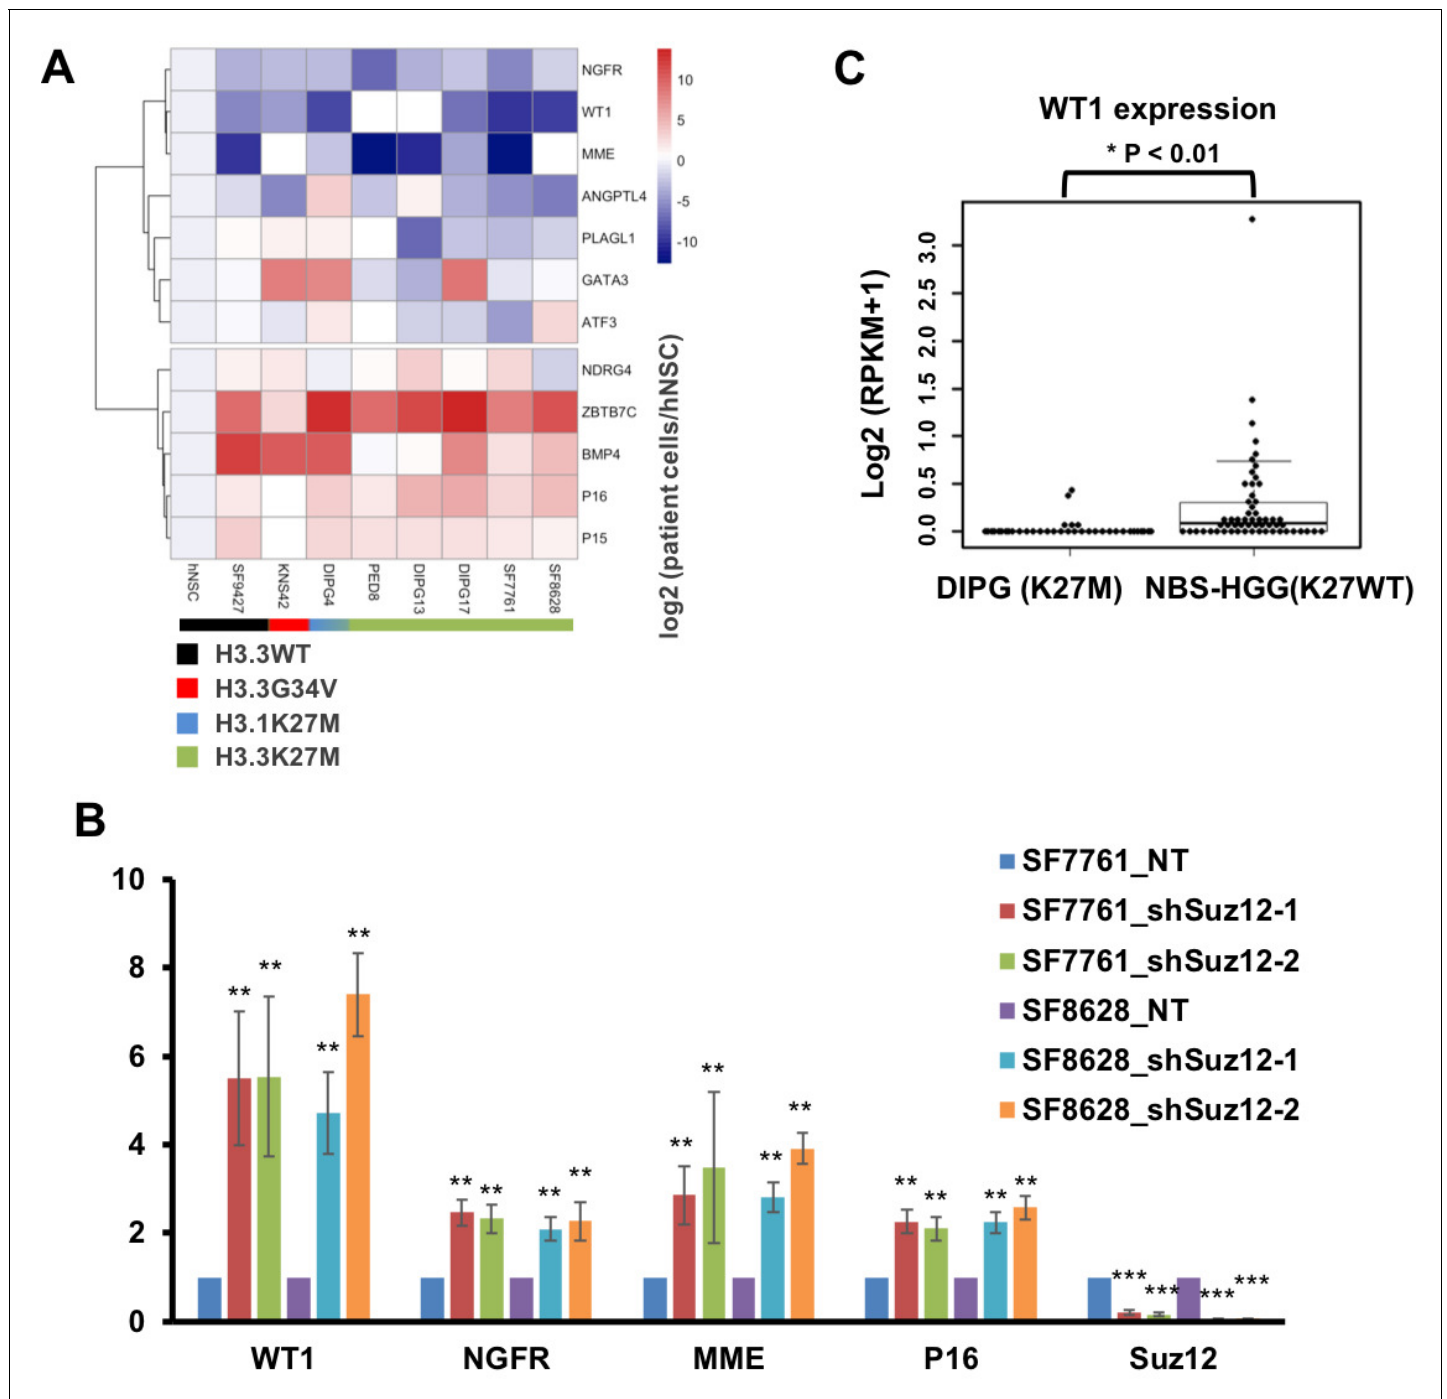 A
NGFR
WT1
MME
ANGPTL4
PLAGL1
GATA3
ATF3
NDRG4
ZBTB7C
BMP4
P16
P15
10
5
0
-5
-10
log2 (patient cells/hNSC)
hNSC
SF9427
KNS42
DIPG4
PED8
DIPG13
DIPG17
SF7761
SF8628
H3.3WT
H3.3G34V
H3.1K27M
H3.3K27M
C
WT1 expression
* P < 0.01
Log2 (RPKM+1)
3.0
2.5
2.0
1.5
1.0
0.5
0.0
DIPG (K27M) NBS-HGG(K27WT)
B
10
8
6
4
2
0
** ** ** **
** ** ** **
** ** ** **
** ** ** **
*** *** *** ***
WT1 NGFR MME P16 Suz12
SF7761_NT
SF7761_shSuz12-1
SF7761_shSuz12-2
SF8628_NT
SF8628_shSuz12-1
SF8628_shSuz12-2